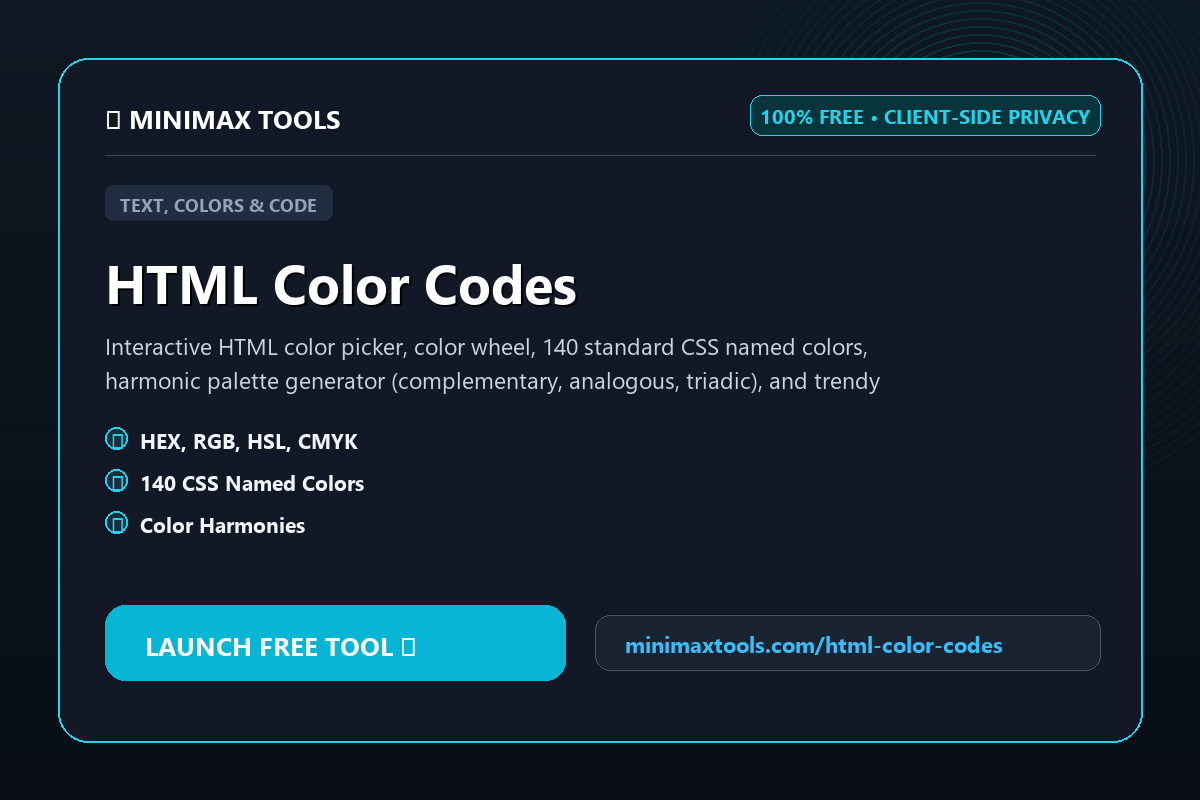 MINIMAX TOOLS
100% FREE • CLIENT-SIDE PRIVACY
TEXT, COLORS & CODE
HTML Color Codes
Interactive HTML color picker, color wheel, 140 standard CSS named colors,
harmonic palette generator (complementary, analogous, triadic), and trendy
HEX, RGB, HSL, CMYK
140 CSS Named Colors
Color Harmonies
LAUNCH FREE TOOL
minimaxtools.com/html-color-codes